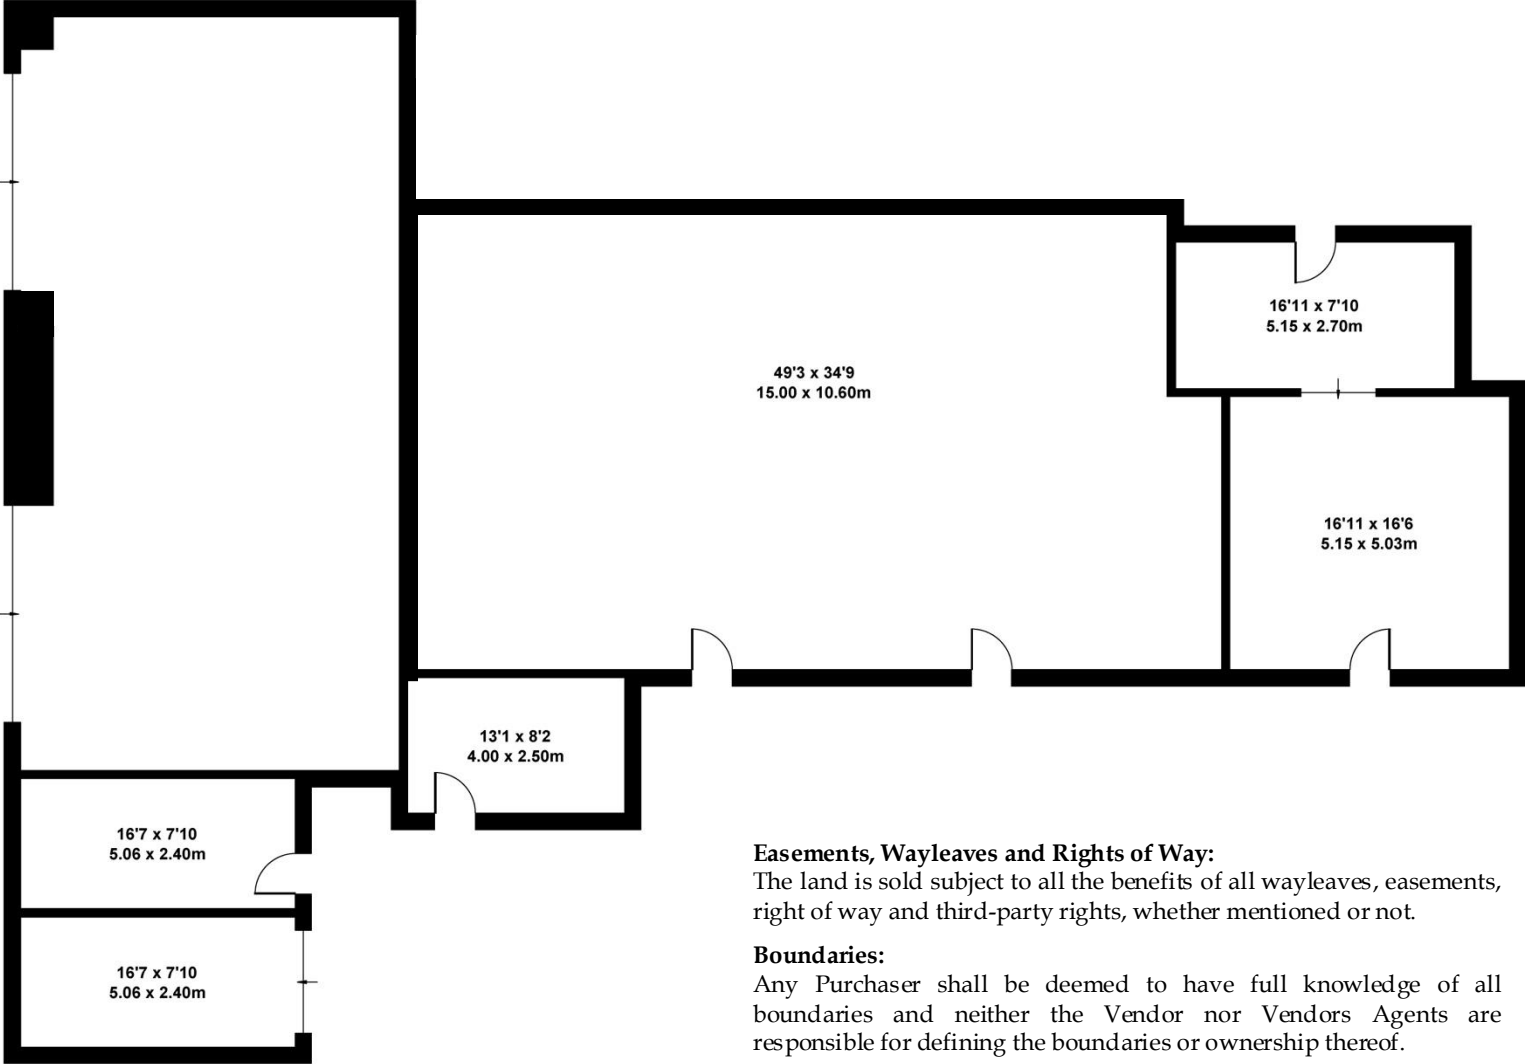 16'11 x 7'10
5.15 x 2.70m
49'3 x 34'9
15.00 x 10.60m
16'11 x 16'6
5.15 x 5.03m
13'1 x 8'2
4.00 x 2.50m
16'7 x 7'10
5.06 x 2.40m
16'7 x 7'10
5.06 x 2.40m
Easements, Wayleaves and Rights of Way:
The land is sold subject to all the benefits of all wayleaves, easements,
right of way and third-party rights, whether mentioned or not.
Boundaries:
Any Purchaser shall be deemed to have full knowledge of all
boundaries and neither the Vendor nor Vendors Agents are
responsible for defining the boundaries or ownership thereof.